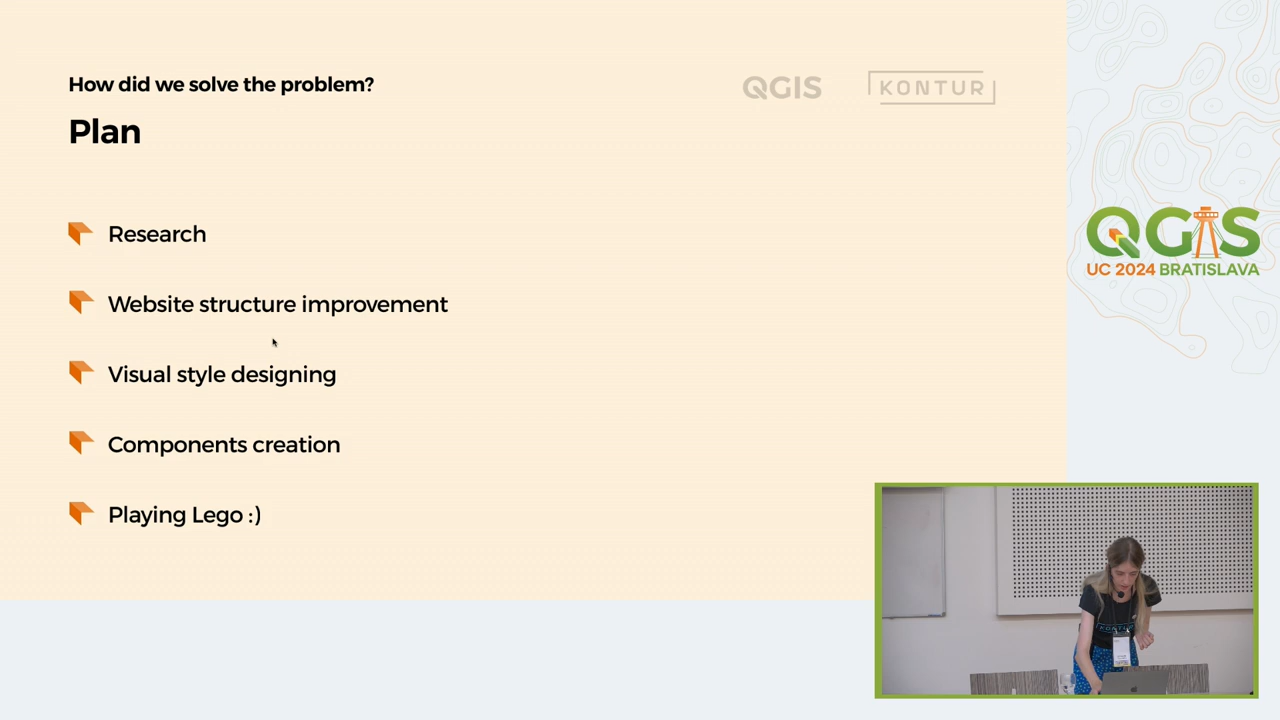 How did we solve the problem?
Plan
QGIS
KONTUR
Research
Website structure improvement
Visual style designing
Components creation
Playing Lego :)
QGIS
UC 2024 BRATISLAVA
KONTUR